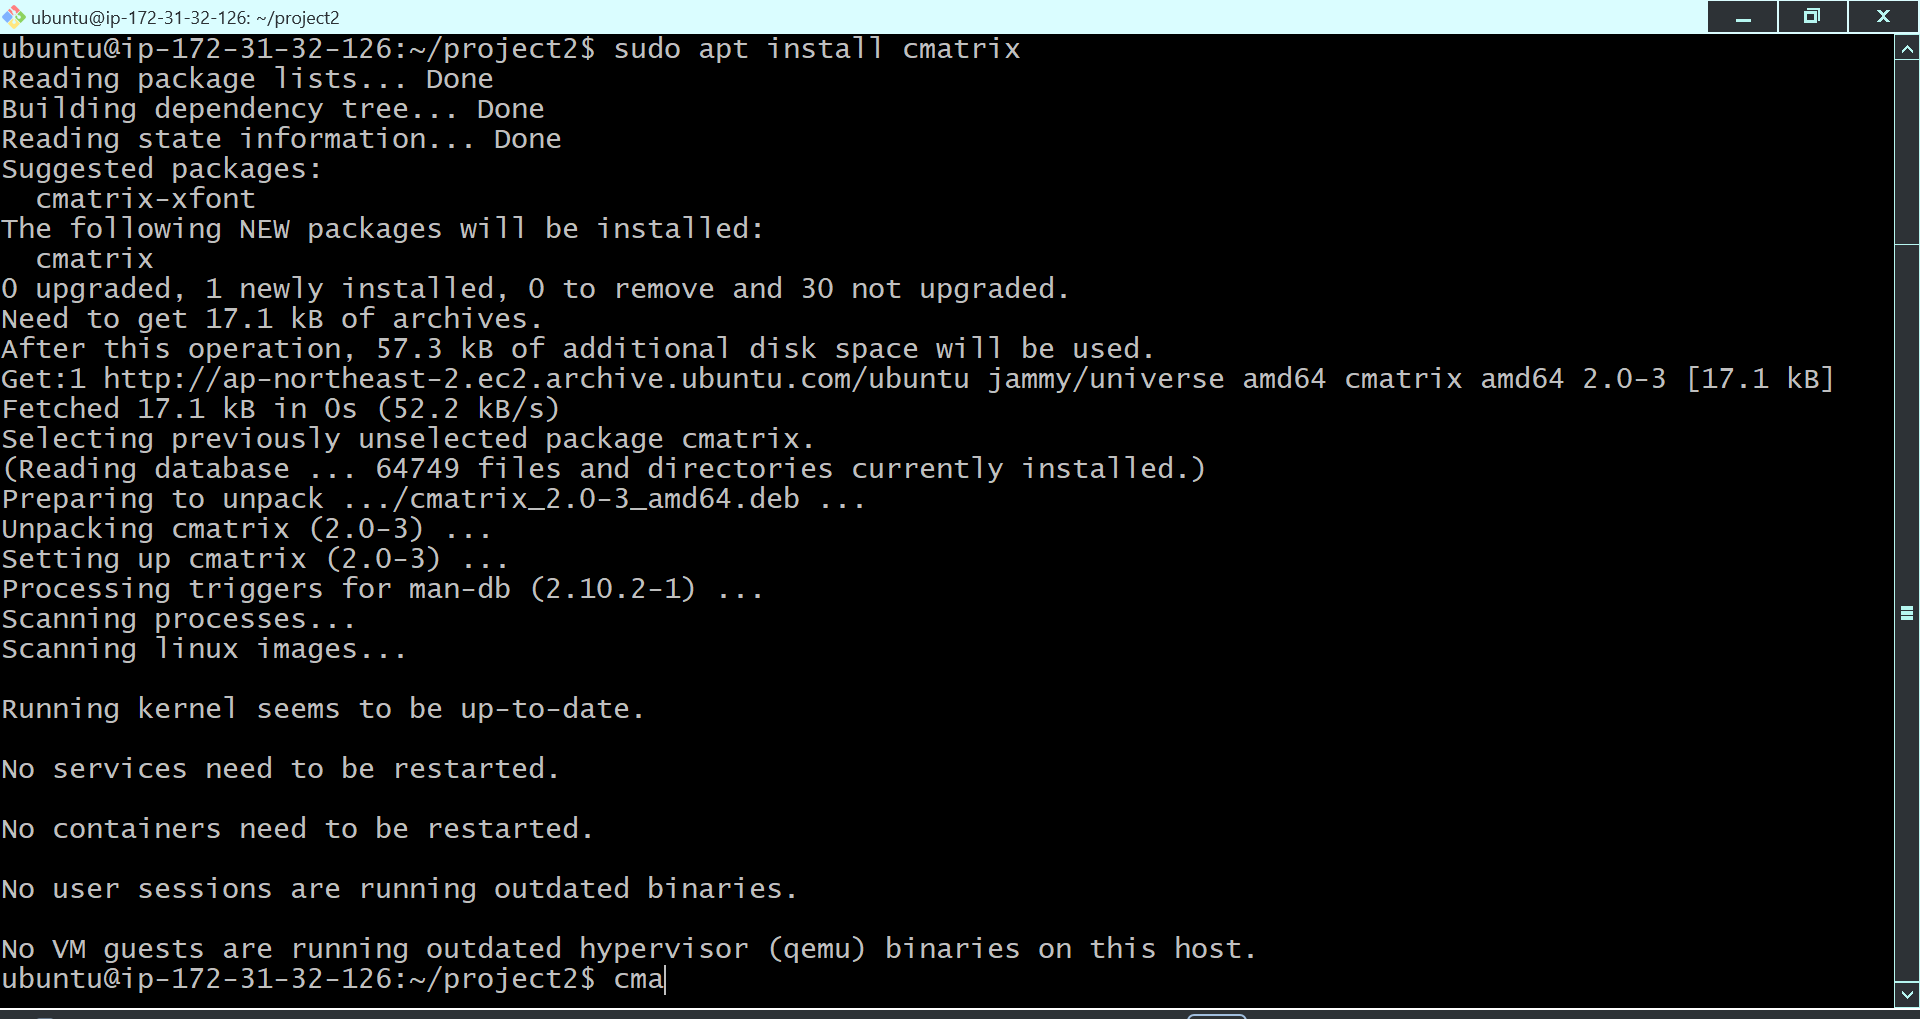 ubuntu@ip-172-31-32-126: ~/project2
ubuntu@ip-172-31-32-126:~/project2$ sudo apt install cmatrix
Reading package lists... Done
Building dependency tree... Done
Reading state information... Done
Suggested packages:
  cmatrix-xfont
The following NEW packages will be installed:
  cmatrix
0 upgraded, 1 newly installed, 0 to remove and 30 not upgraded.
Need to get 17.1 kB of archives.
After this operation, 57.3 kB of additional disk space will be used.
Get:1 http://ap-northeast-2.ec2.archive.ubuntu.com/ubuntu jammy/universe amd64 cmatrix amd64 2.0-3 [17.1 kB]
Fetched 17.1 kB in 0s (52.2 kB/s)
Selecting previously unselected package cmatrix.
(Reading database ... 64749 files and directories currently installed.)
Preparing to unpack .../cmatrix_2.0-3_amd64.deb ...
Unpacking cmatrix (2.0-3) ...
Setting up cmatrix (2.0-3) ...
Processing triggers for man-db (2.10.2-1) ...
Scanning processes...
Scanning linux images...
Running kernel seems to be up-to-date.
No services need to be restarted.
No containers need to be restarted.
No user sessions are running outdated binaries.
No VM guests are running outdated hypervisor (qemu) binaries on this host.
ubuntu@ip-172-31-32-126:~/project2$ cma